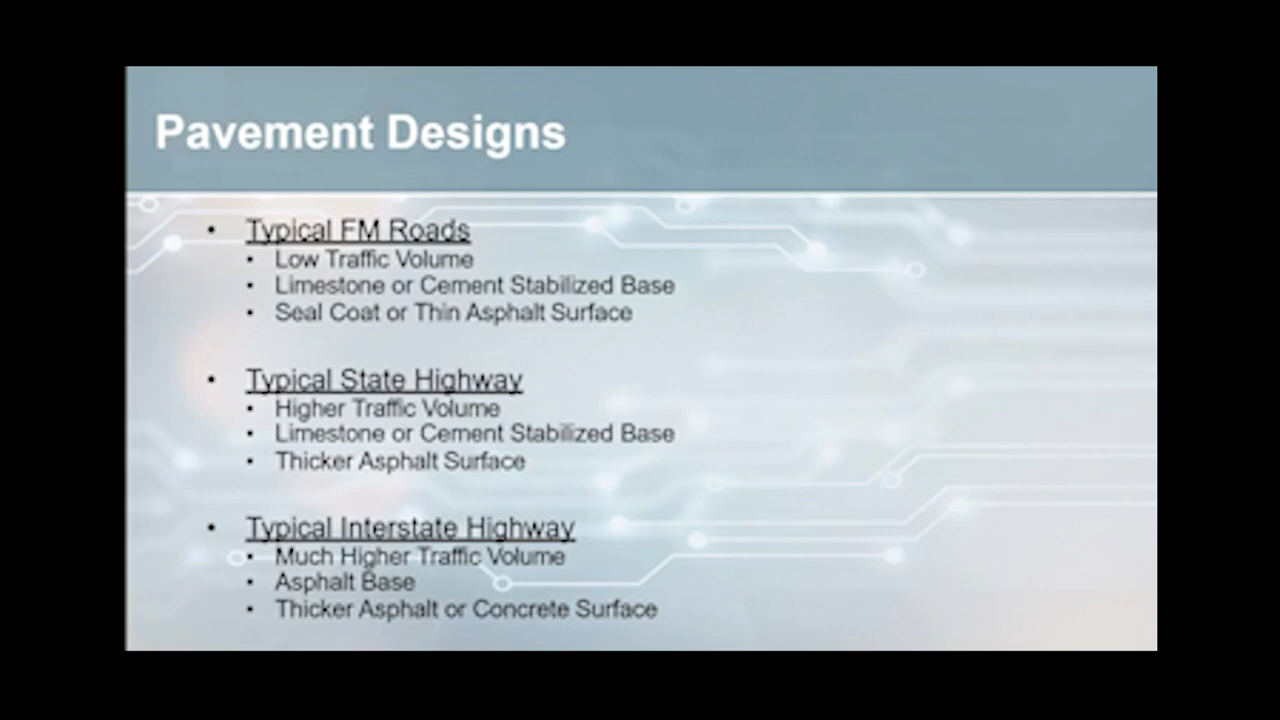 Pavement Designs
• Typical FM Roads
• Low Traffic Volume
• Limestone or Cement Stabilized Base
• Seal Coat or Thin Asphalt Surface
• Typical State Highway
• Higher Traffic Volume
• Limestone or Cement Stabilized Base
• Thicker Asphalt Surface
• Typical Interstate Highway
• Much Higher Traffic Volume
• Asphalt Base
• Thicker Asphalt or Concrete Surface